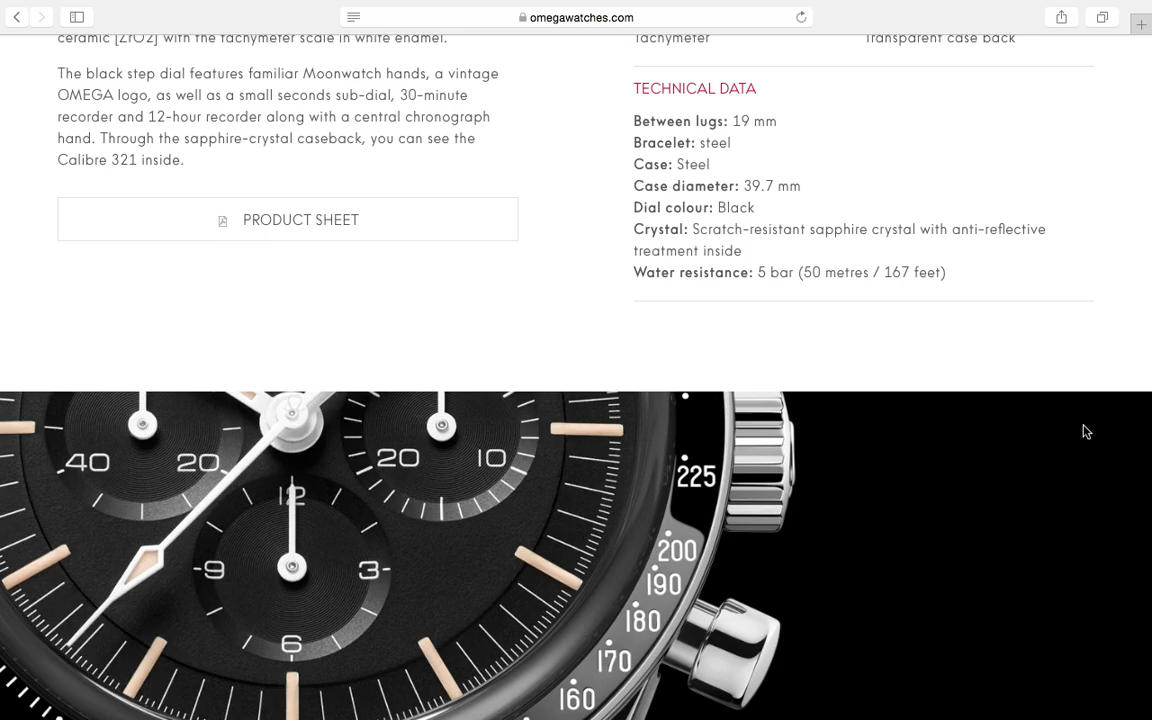 omegawatches.com
ceramic [ZrO2] with the tachymeter scale in white enamel.
The black step dial features familiar Moonwatch hands, a vintage
OMEGA logo, as well as a small seconds sub-dial, 30-minute
recorder and 12-hour recorder along with a central chronograph
hand. Through the sapphire-crystal caseback, you can see the
Calibre 321 inside.
PRODUCT SHEET
Tachymeter
Transparent case back
TECHNICAL DATA
Between lugs: 19 mm
Bracelet: steel
Case: Steel
Case diameter: 39.7 mm
Dial colour: Black
Crystal: Scratch-resistant sapphire crystal with anti-reflective
treatment inside
Water resistance: 5 bar (50 metres / 167 feet)
40 20
20 10
12
9 3
6
225
200
190
180
170
160